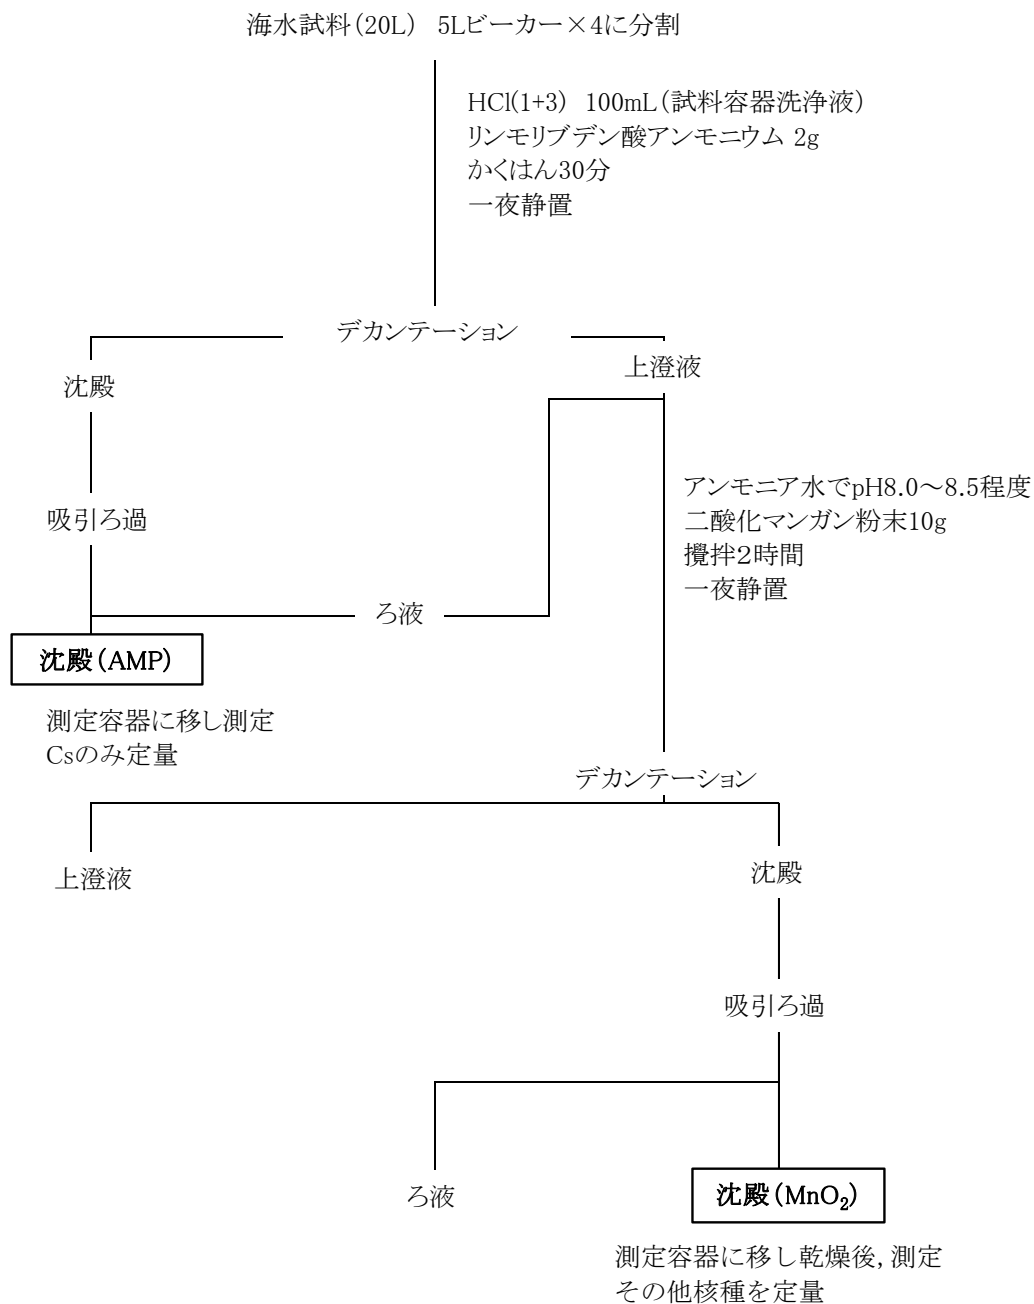 海水試料(20L)　5Lビーカー×4に分割
HCl(1+3)　100mL(試料容器洗浄液)
リンモリブデン酸アンモニウム 2g
かくはん30分
一夜静置
デカンテーション
沈殿
上澄液
吸引ろ過
アンモニア水でpH8.0～8.5程度
二酸化マンガン粉末10g
攪拌2時間
一夜静置
ろ液
沈殿(AMP)
測定容器に移し測定
Csのみ定量
デカンテーション
上澄液
沈殿
吸引ろ過
ろ液
沈殿(MnO₂)
測定容器に移し乾燥後,測定
その他核種を定量